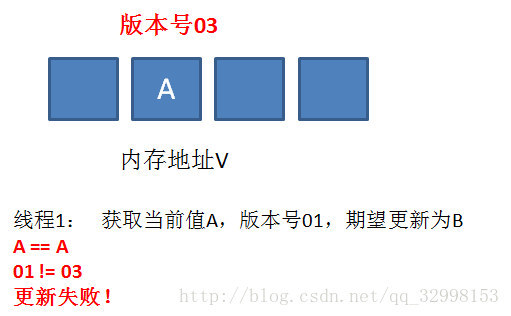 版本号03
A
内存地址V
线程1： 获取当前值A，版本号01，期望更新为B
A == A
01 != 03
更新失败！
http://blog.csdn.net/qq_32998153